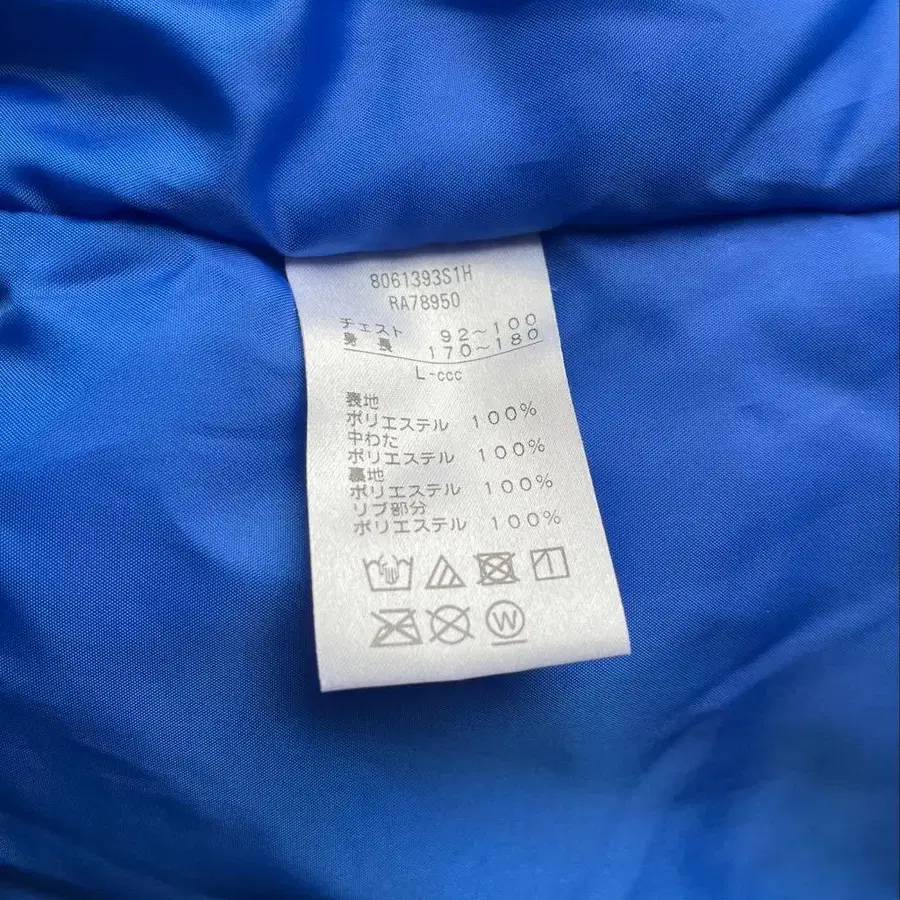 8061393S1H
RA78950
チェスト 92～100
身長 170～180
L-ccc
表地
ポリエステル 100%
中わた
ポリエステル 100%
裏地
ポリエステル 100%
リブ部分
ポリエステル 100%
W